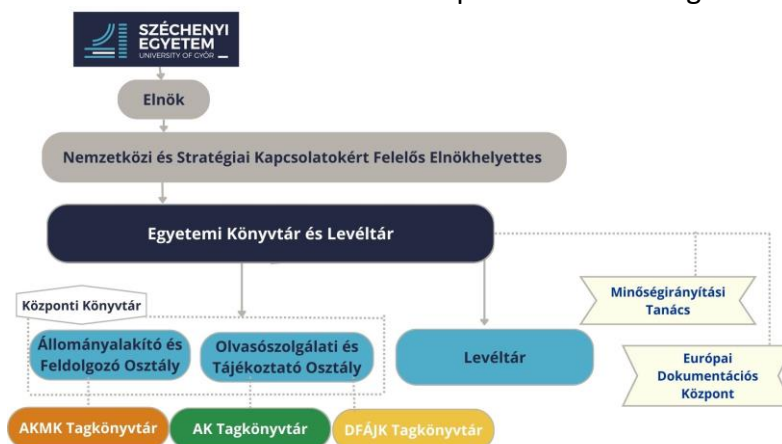 SZÉCHENYI
EGYETEM
UNIVERSITY OF GYŐR
Elnök
Nemzetközi és Stratégiai Kapcsolatokért Felelős Elnökhelyettes
Egyetemi Könyvtár és Levéltár
Központi Könyvtár
Állományalakító és
Feldolgozó Osztály
Olvasószolgálati és
Tájékoztató Osztály
Levéltár
Minőségirányítási
Tanács
Európai
Dokumentációs
Központ
AKMK Tagkönyvtár
AK Tagkönyvtár
DFÁJK Tagkönyvtár